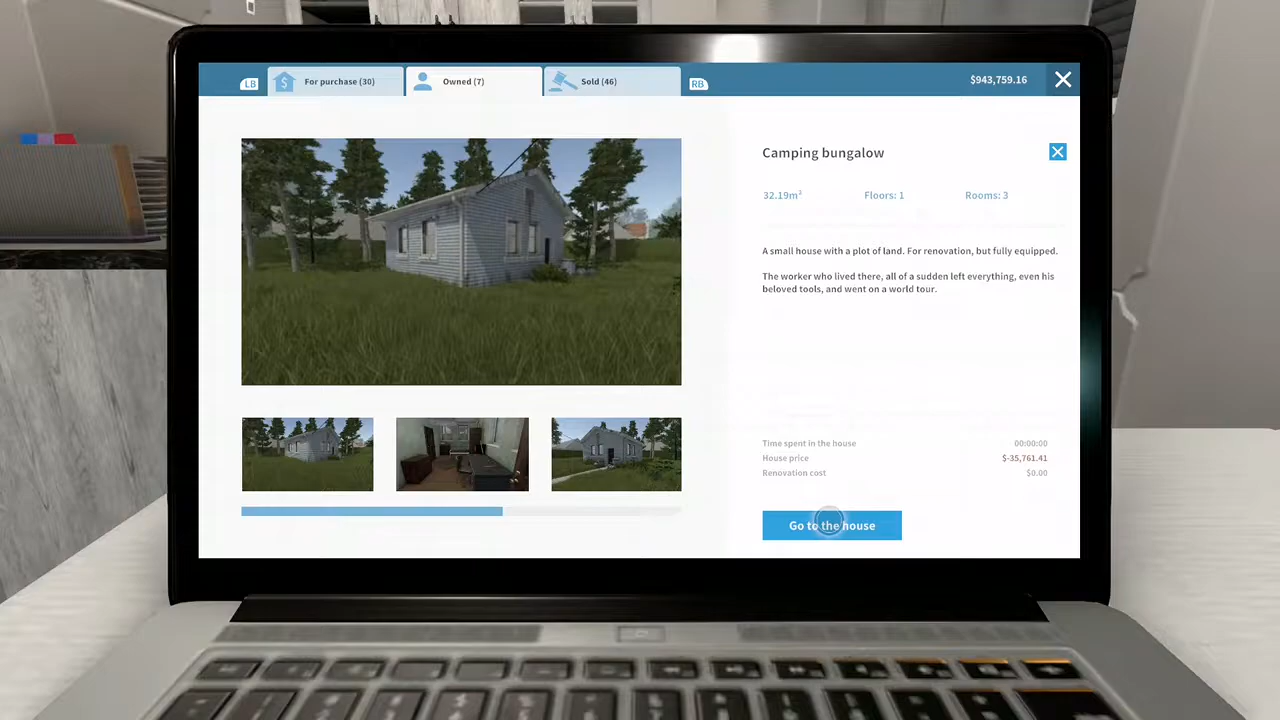 LB
For purchase (30)
Owned (7)
Sold (46)
RB
$943,759.16
Camping bungalow
32.19m²
Floors: 1
Rooms: 3
A small house with a plot of land. For renovation, but fully equipped.
The worker who lived there, all of a sudden left everything, even his
beloved tools, and went on a world tour.
Time spent in the house 00:00:00
House price $-35,761.41
Renovation cost $0.00
Go to the house